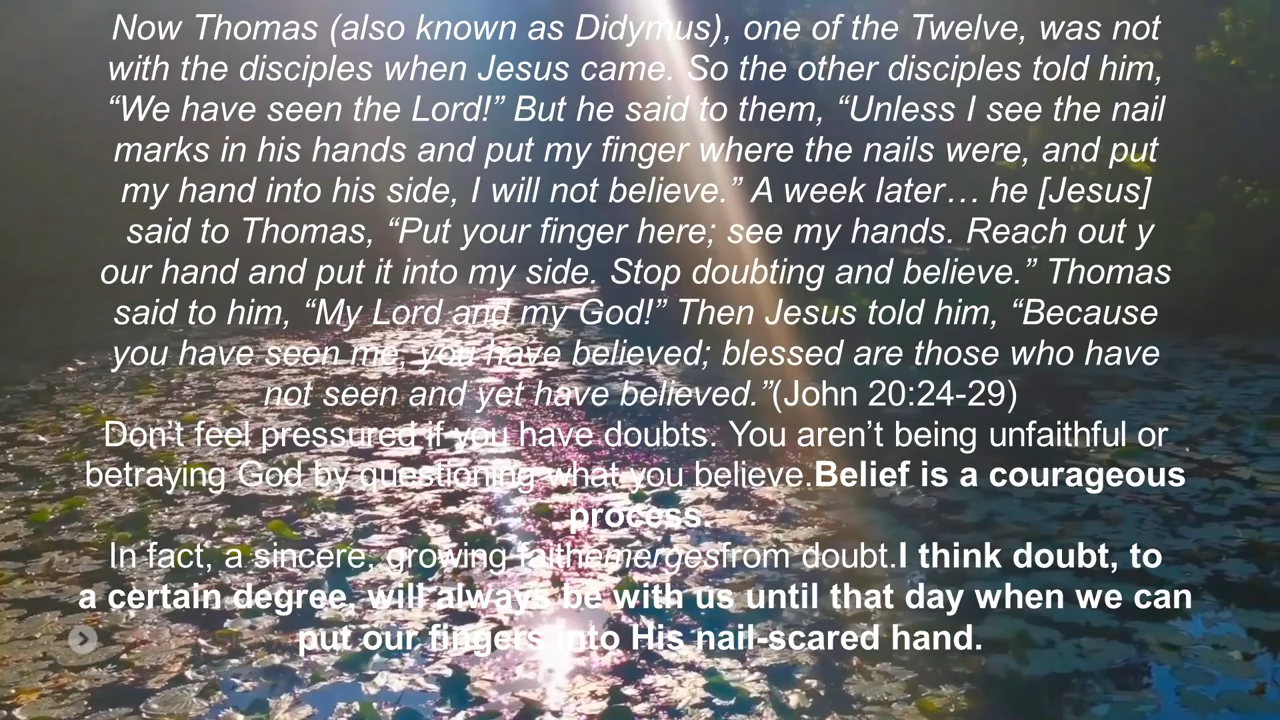 Now Thomas (also known as Didymus), one of the Twelve, was not
with the disciples when Jesus came. So the other disciples told him,
“We have seen the Lord!” But he said to them, “Unless I see the nail
marks in his hands and put my finger where the nails were, and put
my hand into his side, I will not believe.” A week later… he [Jesus]
said to Thomas, “Put your finger here; see my hands. Reach out y
our hand and put it into my side. Stop doubting and believe.” Thomas
said to him, “My Lord and my God!” Then Jesus told him, “Because
you have seen me, you have believed; blessed are those who have
not seen and yet have believed.”(John 20:24-29)
Don’t feel pressured if you have doubts. You aren’t being unfaithful or
betraying God by questioning what you believe.Belief is a courageous
process.
In fact, a sincere, growing faithemergesfrom doubt.I think doubt, to
a certain degree, will always be with us until that day when we can
put our fingers into His nail-scared hand.